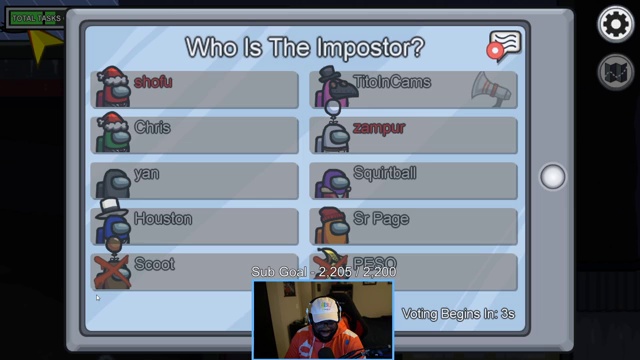 TOTAL TASKS
Who Is The Impostor?
shofu
TitoInCams
Chris
zampur
yan
Squirtball
Houston
Sr Page
Scoot
PESO
Sub Goal - 2,205 / 2,200
Voting Begins In: 3s